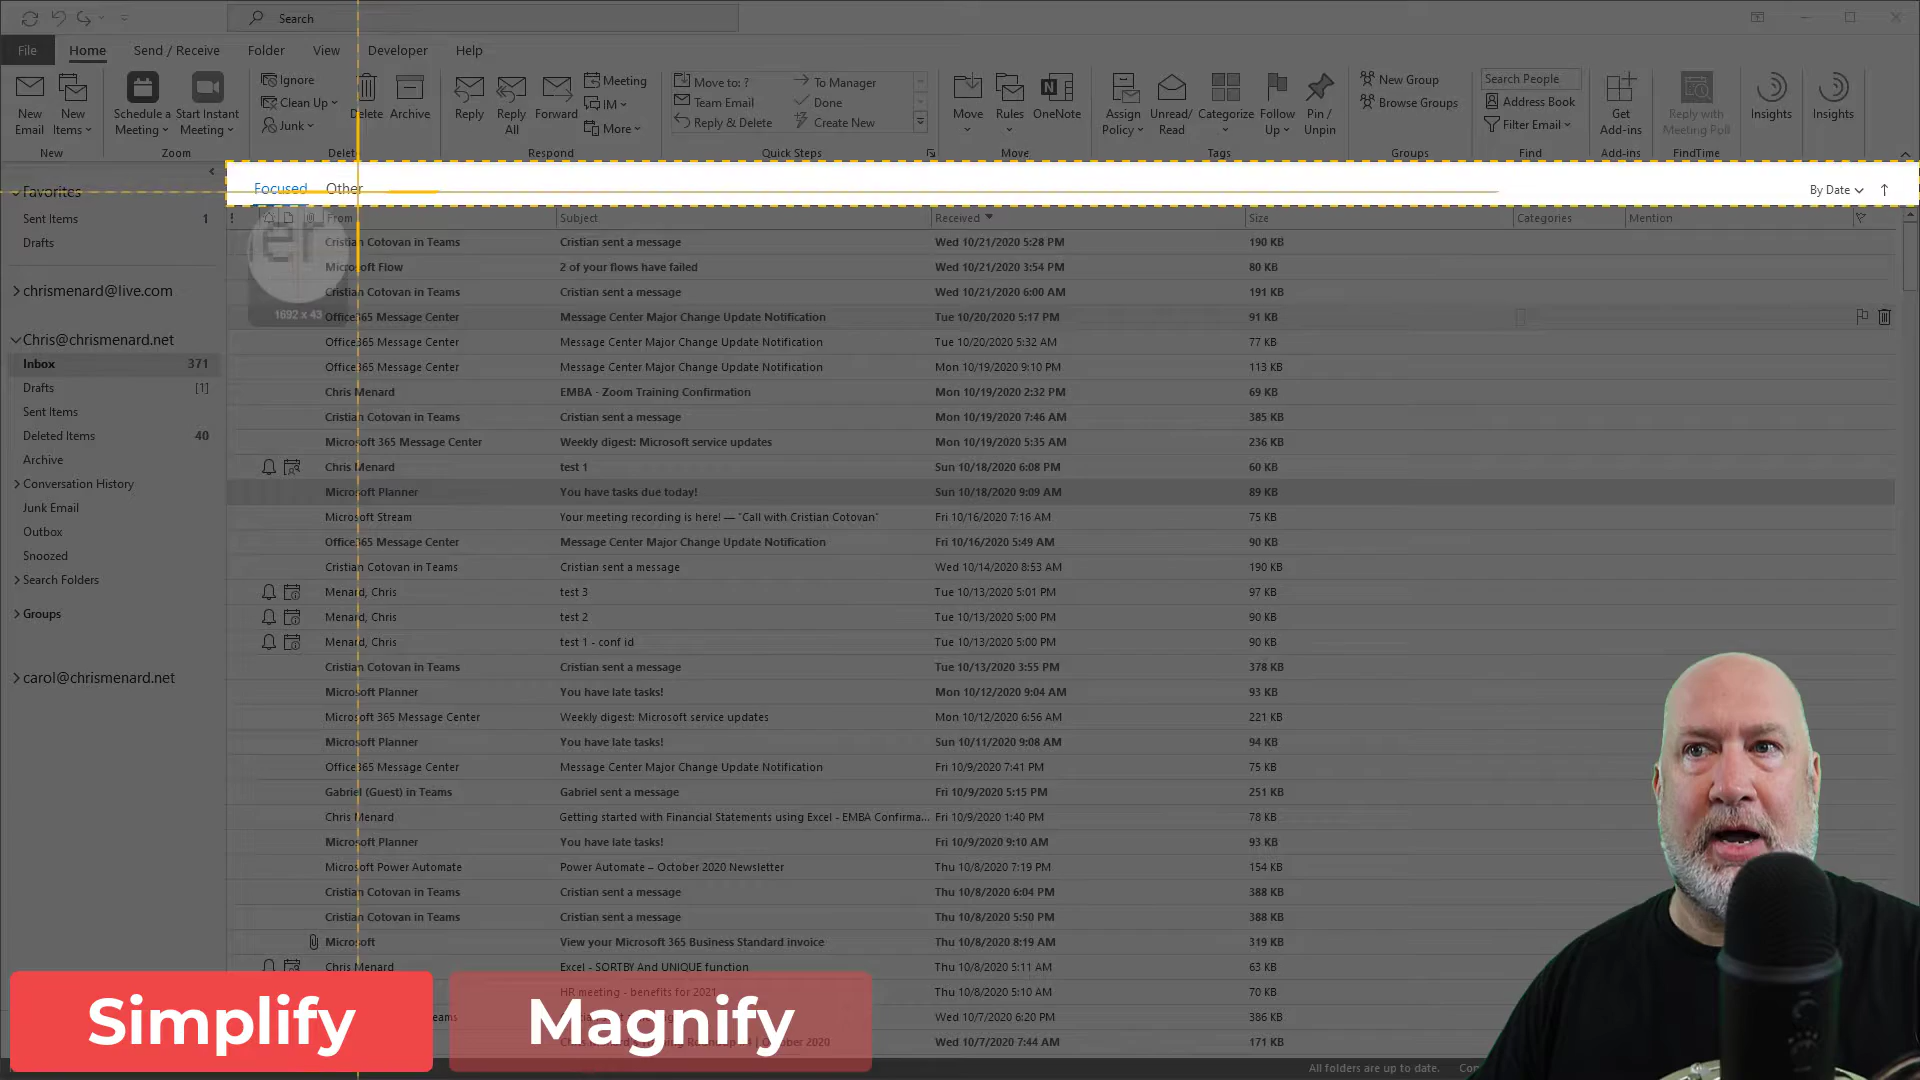 Search
File Home Send / Receive Folder View Developer Help
New Email
New Items
New
Schedule a Meeting
Start Instant Meeting
Zoom
Ignore
Clean Up
Junk
Delete
Archive
Delete
Reply
Reply All
Forward
Meeting
IM
More
Respond
Move to: ?
Team Email
Reply & Delete
To Manager
Done
Create New
Quick Steps
Move
Rules
OneNote
Move
Assign Policy
Unread/ Read
Categorize
Follow Up
Pin / Unpin
Tags
New Group
Browse Groups
Groups
Search People
Address Book
Filter Email
Find
Get Add-ins
Add-ins
Reply with Meeting Poll
FindTime
Insights
Insights
Favorites
Sent Items 1
Drafts
chrismenard@live.com
Chris@chrismenard.net
Inbox 371
Drafts [1]
Sent Items
Deleted Items 40
Archive
Conversation History
Junk Email
Outbox
Snoozed
Search Folders
Groups
carol@chrismenard.net
Focused Other By Date
From Subject Received Size Categories Mention
1692 x 43
Cristian Cotovan in Teams Cristian sent a message Wed 10/21/2020 5:28 PM 190 KB
Microsoft Flow 2 of your flows have failed Wed 10/21/2020 3:54 PM 80 KB
Cristian Cotovan in Teams Cristian sent a message Wed 10/21/2020 6:00 AM 191 KB
Office365 Message Center Message Center Major Change Update Notification Tue 10/20/2020 5:17 PM 91 KB
Office365 Message Center Message Center Major Change Update Notification Tue 10/20/2020 5:32 AM 77 KB
Office365 Message Center Message Center Major Change Update Notification Mon 10/19/2020 9:10 PM 113 KB
Chris Menard EMBA - Zoom Training Confirmation Mon 10/19/2020 2:32 PM 69 KB
Cristian Cotovan in Teams Cristian sent a message Mon 10/19/2020 7:46 AM 385 KB
Microsoft 365 Message Center Weekly digest: Microsoft service updates Mon 10/19/2020 5:35 AM 236 KB
Chris Menard test 1 Sun 10/18/2020 6:08 PM 60 KB
Microsoft Planner You have tasks due today! Sun 10/18/2020 9:09 AM 89 KB
Microsoft Stream Your meeting recording is here! — "Call with Cristian Cotovan" Fri 10/16/2020 7:16 AM 75 KB
Office365 Message Center Message Center Major Change Update Notification Fri 10/16/2020 5:49 AM 90 KB
Cristian Cotovan in Teams Cristian sent a message Wed 10/14/2020 8:53 AM 190 KB
Menard, Chris test 3 Tue 10/13/2020 5:01 PM 97 KB
Menard, Chris test 2 Tue 10/13/2020 5:00 PM 90 KB
Menard, Chris test 1 - conf id Tue 10/13/2020 5:00 PM 90 KB
Cristian Cotovan in Teams Cristian sent a message Tue 10/13/2020 3:55 PM 378 KB
Microsoft Planner You have late tasks! Mon 10/12/2020 9:04 AM 93 KB
Microsoft 365 Message Center Weekly digest: Microsoft service updates Mon 10/12/2020 6:56 AM 221 KB
Microsoft Planner You have late tasks! Sun 10/11/2020 9:08 AM 94 KB
Office365 Message Center Message Center Major Change Update Notification Fri 10/9/2020 7:41 PM 75 KB
Gabriel (Guest) in Teams Gabriel sent a message Fri 10/9/2020 5:15 PM 251 KB
Chris Menard Getting started with Financial Statements using Excel - EMBA Confirma... Fri 10/9/2020 1:40 PM 78 KB
Microsoft Planner You have late tasks! Fri 10/9/2020 9:10 AM 93 KB
Microsoft Power Automate Power Automate – October 2020 Newsletter Thu 10/8/2020 7:19 PM 154 KB
Cristian Cotovan in Teams Cristian sent a message Thu 10/8/2020 6:04 PM 388 KB
Cristian Cotovan in Teams Cristian sent a message Thu 10/8/2020 5:50 PM 388 KB
Microsoft View your Microsoft 365 Business Standard invoice Thu 10/8/2020 8:19 AM 319 KB
Chris Menard Excel - SORTBY And UNIQUE function Thu 10/8/2020 5:11 AM 63 KB
HR meeting - benefits for 2021 Thu 10/8/2020 5:10 AM 70 KB
Wed 10/7/2020 6:20 PM 386 KB
October 2020 Wed 10/7/2020 7:44 AM 171 KB
Simplify Magnify
All folders are up to date.